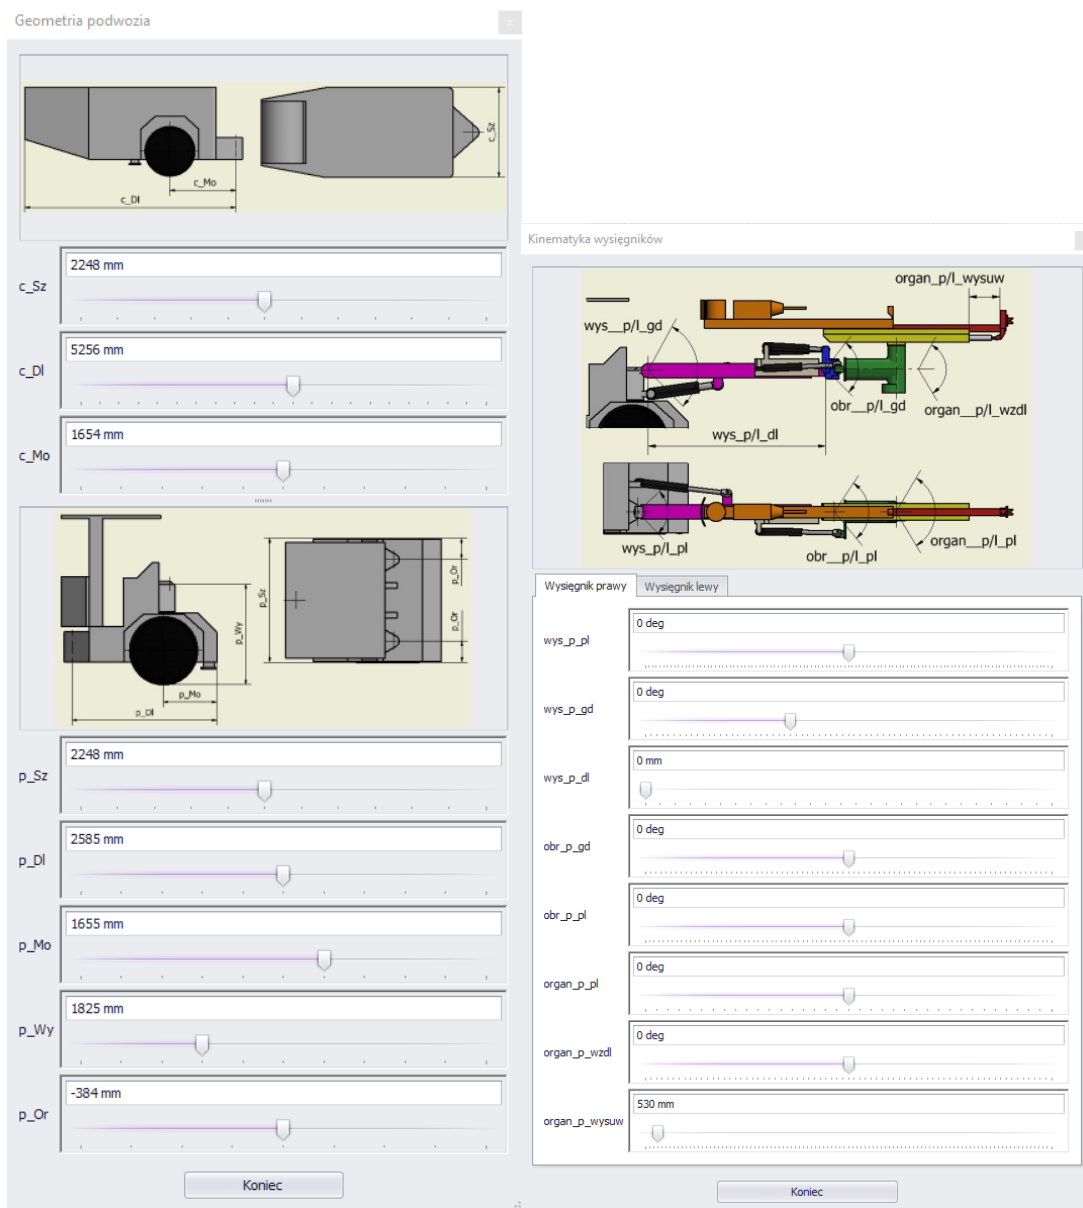 Geometria podwozia
x
c_Sz
c_Mo
c_Dl
c_Sz
2248 mm
c_Dl
5256 mm
c_Mo
1654 mm
p_Sz
p_Or
p_Or
p_Wy
p_Mo
p_Dl
p_Sz
2248 mm
p_Dl
2585 mm
p_Mo
1655 mm
p_Wy
1825 mm
p_Or
-384 mm
Koniec
Kinematyka wysięgników
organ_p/l_wysuw
wys__p/l_gd
obr__p/l_gd
organ__p/l_wzdl
wys_p/l_dl
wys_p/l_pl
obr__p/l_pl
organ__p/l_pl
Wysięgnik prawy
Wysięgnik lewy
wys_p_pl
0 deg
wys_p_gd
0 deg
wys_p_dl
0 mm
obr_p_gd
0 deg
obr_p_pl
0 deg
organ_p_pl
0 deg
organ_p_wzdl
0 deg
organ_p_wysuw
530 mm
Koniec